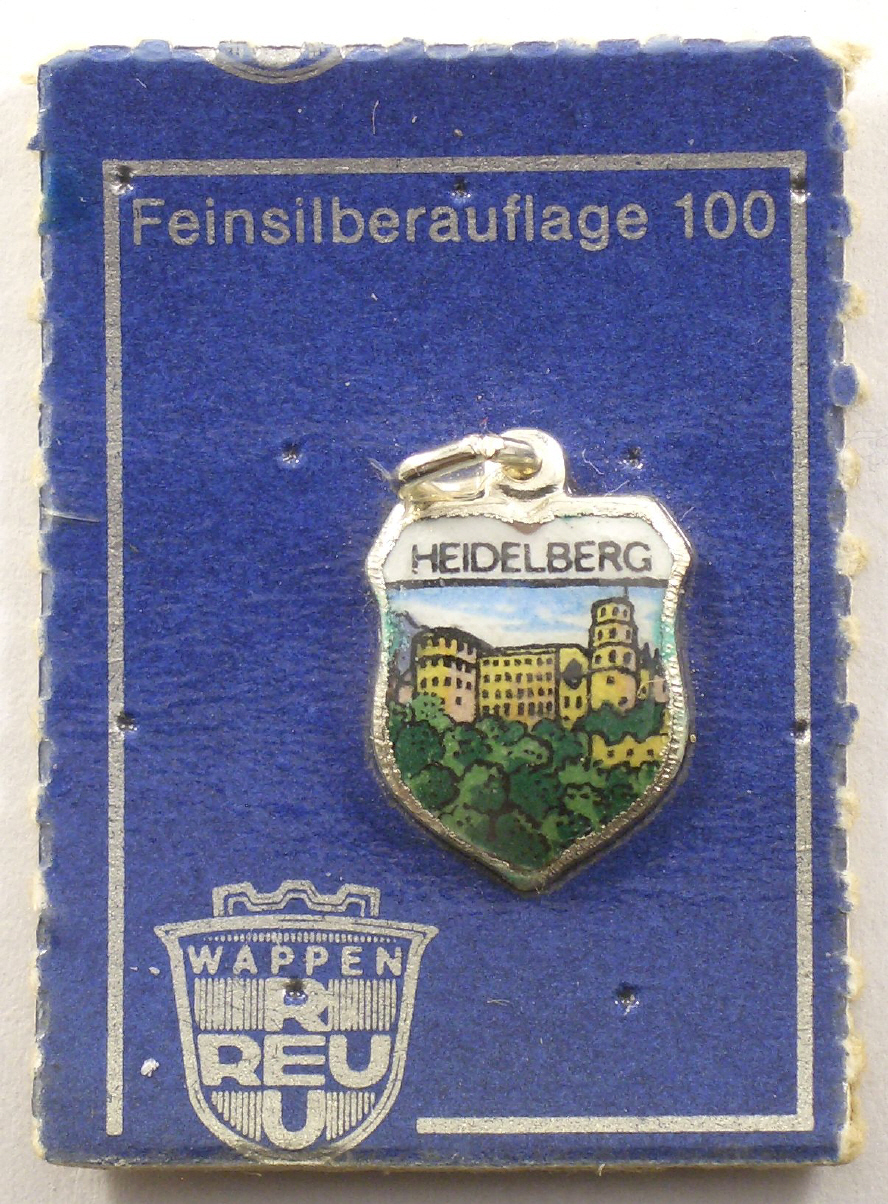 Feinsilberauflage 100
HEIDELBERG
WAPPEN
R
REU
U